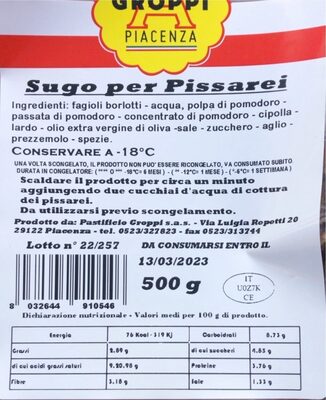 GROPPI
A
PIACENZA
Sugo per Pissarei
Ingredienti: fagioli borlotti - acqua, polpa di pomodoro -
passata di pomodoro - concentrato di pomodoro - cipolla -
lardo - olio extra vergine di oliva -sale - zucchero - aglio -
prezzemolo - spezie.
CONSERVARE A -18°C
UNA VOLTA SCONGELATO, IL PRODOTTO NON PUO' ESSERE RICONGELATO, VA CONSUMATO SUBITO.
DURATA IN CONGELATORE: (*** O **** -18°C= 6 MESI ) - ( ** -12°C= 1 MESE ) - ( *-6°C= 1 SETTIMANA )
Scaldare il prodotto per circa un minuto
aggiungendo due cucchiai d'acqua di cottura
dei pissarei.
Da utilizzarsi previo scongelamento.
Prodotto da: Pastificio Groppi s.a.s. - Via Luigia Repotti 20
29122 Piacenza - tel. 0523/327823 - fax 0523/313744
Lotto n° 22/257 DA CONSUMARSI ENTRO IL
13/03/2023
500 g
IT
U0Z7K
CE
8 032644 910546
Dichiarazione nutrizionale - Valori medi per 100 g di prodotto.
Energia 76 Kcal - 319 Kj Carboidrati 8.73 g
Grassi 2.89 g di cui zuccheri 4.83 g
di cui acidi grassi saturi Proteine 3.76 g
Fibre 3.18 g Sale 1.33 g